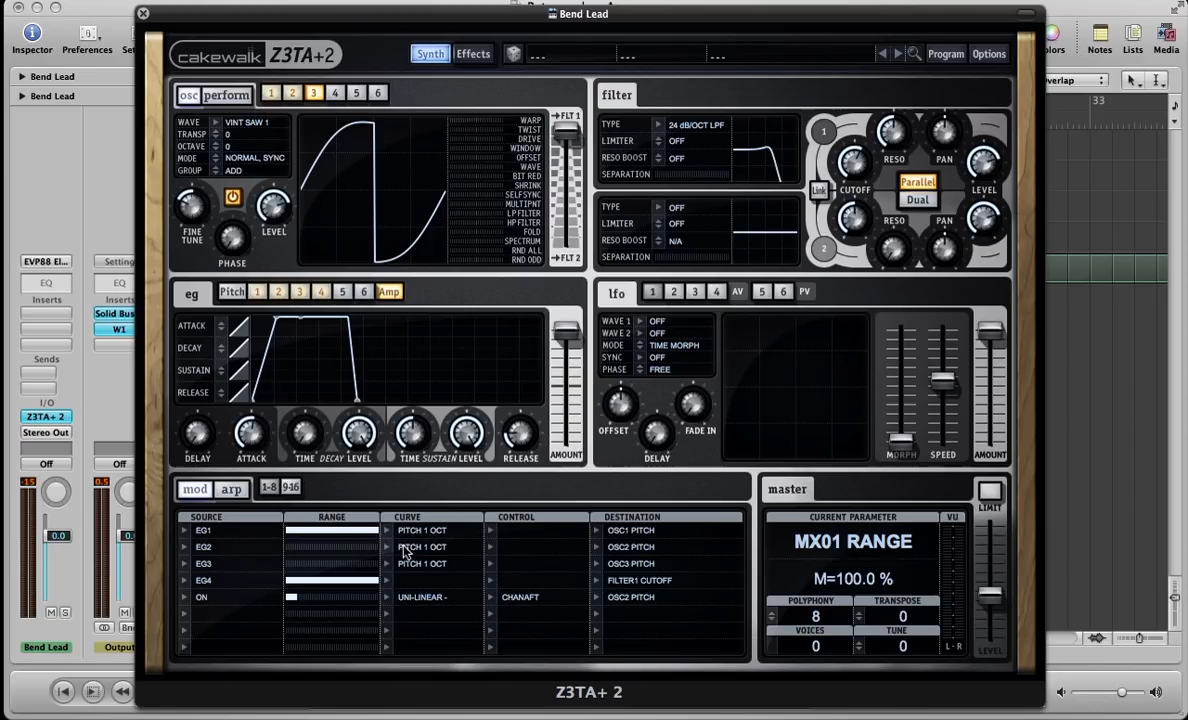 Bend Lead
Inspector
Preferences
Notes
Lists
Media
cakewalk Z3TA+2
Synth
Effects
--- --- ---
Program
Options
Bend Lead
Bend Lead
Overlap
33
osc perform 1 2 3 4 5 6
WAVE VINT SAW 1
TRANSP 0
OCTAVE 0
MODE NORMAL, SYNC
GROUP ADD
FINE TUNE
PHASE
LEVEL
WARP
TWIST
DRIVE
WINDOW
OFFSET
WAVE
BIT RED
SHRINK
SELFSYNC
MULTIPNT
LP FILTER
HP FILTER
FOLD
SPECTRUM
RND ALL
RND ODD
FLT 1
FLT 2
filter
TYPE 24 dB/OCT LPF
LIMITER OFF
RESO BOOST OFF
SEPARATION
TYPE OFF
LIMITER OFF
RESO BOOST N/A
SEPARATION
1
RESO
PAN
Link
CUTOFF
Parallel
Dual
LEVEL
RESO
PAN
2
eg Pitch 1 2 3 4 5 6 Amp
ATTACK
DECAY
SUSTAIN
RELEASE
DELAY ATTACK TIME DECAY LEVEL TIME SUSTAIN LEVEL RELEASE
AMOUNT
lfo 1 2 3 4 AV 5 6 PV
WAVE 1 OFF
WAVE 2 OFF
MODE TIME MORPH
SYNC OFF
PHASE FREE
OFFSET
DELAY
FADE IN
MORPH
SPEED
AMOUNT
EVP88 El...
EQ
Inserts
Sends
I/O
Z3TA+ 2
Stereo Out
Off
-15
0.0
M S
Bend Lead
Setting
EQ
Inserts
Solid Bus
W1
Off
0.5
mod arp 1-8 9-16
SOURCE RANGE CURVE CONTROL DESTINATION
EG1 PITCH 1 OCT OSC1 PITCH
EG2 PITCH 1 OCT OSC2 PITCH
EG3 PITCH 1 OCT OSC3 PITCH
EG4 FILTER1 CUTOFF
ON UNI-LINEAR - CHANAFT OSC2 PITCH
master
LIMIT
CURRENT PARAMETER
VU
MX01 RANGE
M=100.0 %
POLYPHONY TRANSPOSE
8 0
VOICES TUNE
0 0
L - R
LEVEL
Z3TA+ 2